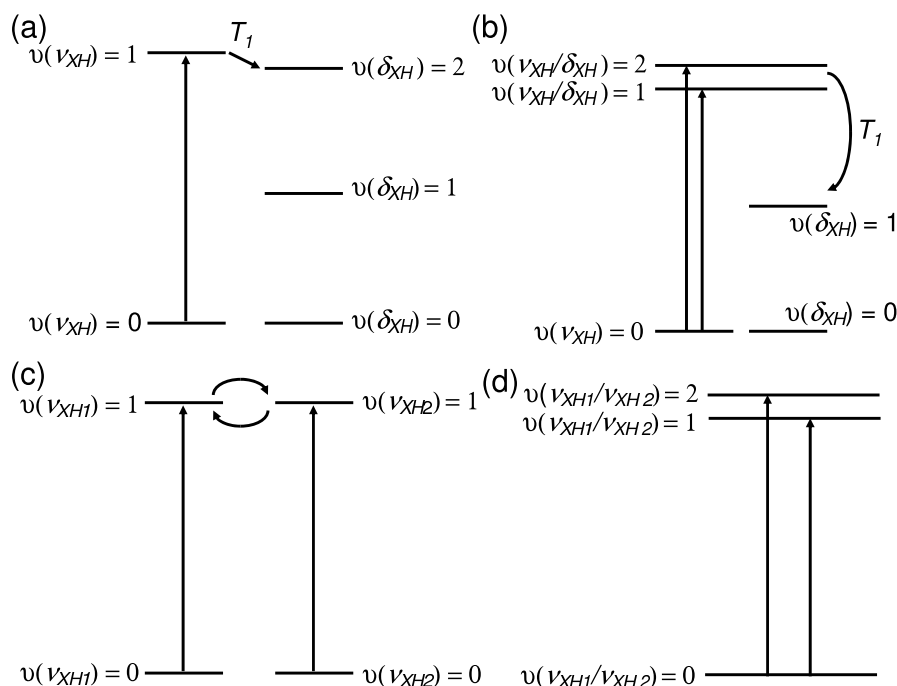 (a)
T1
υ(νXH) = 1
υ(δXH) = 2
υ(δXH) = 1
υ(νXH) = 0
υ(δXH) = 0
(b)
υ(νXH/δXH) = 2
υ(νXH/δXH) = 1
T1
υ(δXH) = 1
υ(δXH) = 0
υ(νXH) = 0
(c)
υ(νXH1) = 1
υ(νXH2) = 1
υ(νXH1) = 0
υ(νXH2) = 0
(d)
υ(νXH1/νXH2) = 2
υ(νXH1/νXH2) = 1
υ(νXH1/νXH2) = 0